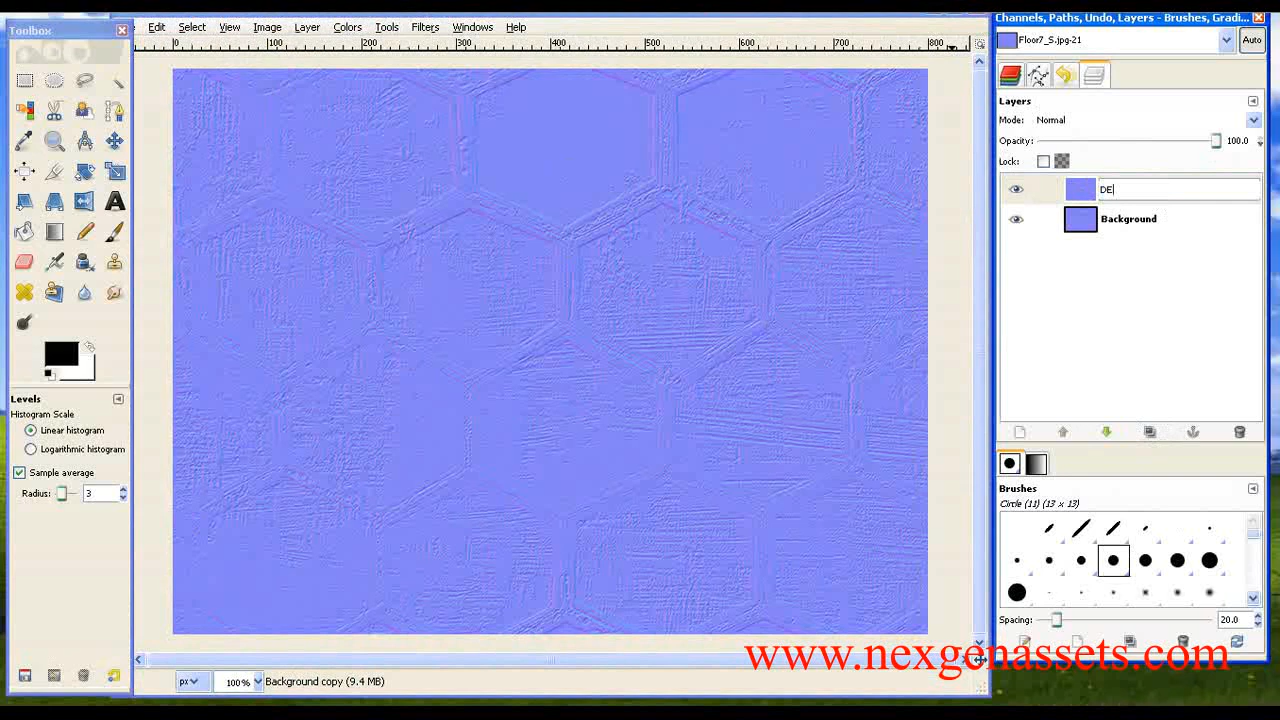 Toolbox
Edit Select View Image Layer Colors Tools Filters Windows Help
Channels, Paths, Undo, Layers - Brushes, Gradi...
Floor7_S.jpg-21
Auto
0 100 200 300 400 500 600 700 800
Layers
Mode: Normal
Opacity: 100.0
Lock:
DE
Background
Levels
Histogram Scale
Linear histogram
Logarithmic histogram
Sample average
Radius: 3
Brushes
Circle (11) (13 × 13)
Spacing: 20.0
px 100% Background copy (9.4 MB)
www.nexgenassets.com